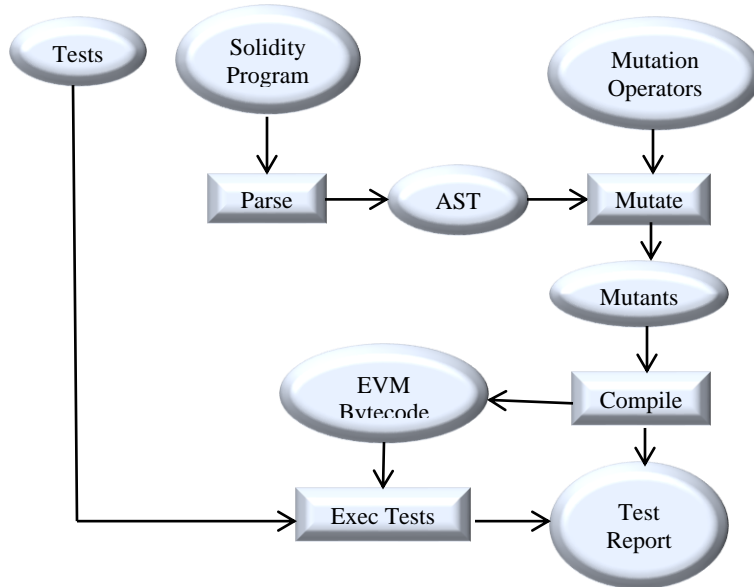 Tests
Solidity
Program
Mutation
Operators
Parse
AST
Mutate
Mutants
EVM
Bytecode
Compile
Exec Tests
Test
Report